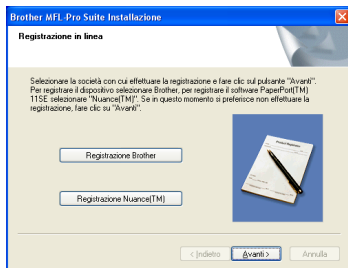 Brother MFL-Pro Suite Installazione
Registrazione in linea
Selezionare la società con cui effettuare la registrazione e fare clic sul pulsante "Avanti".
Per registrare il dispositivo selezionare Brother, per registrare il software PaperPort(TM)
11SE selezionare "Nuance(TM)". Se in questo momento si preferisce non effettuare la
registrazione, fare clic su "Avanti".
Registrazione Brother
Registrazione Nuance(TM)
< Indietro
Avanti >
Annulla